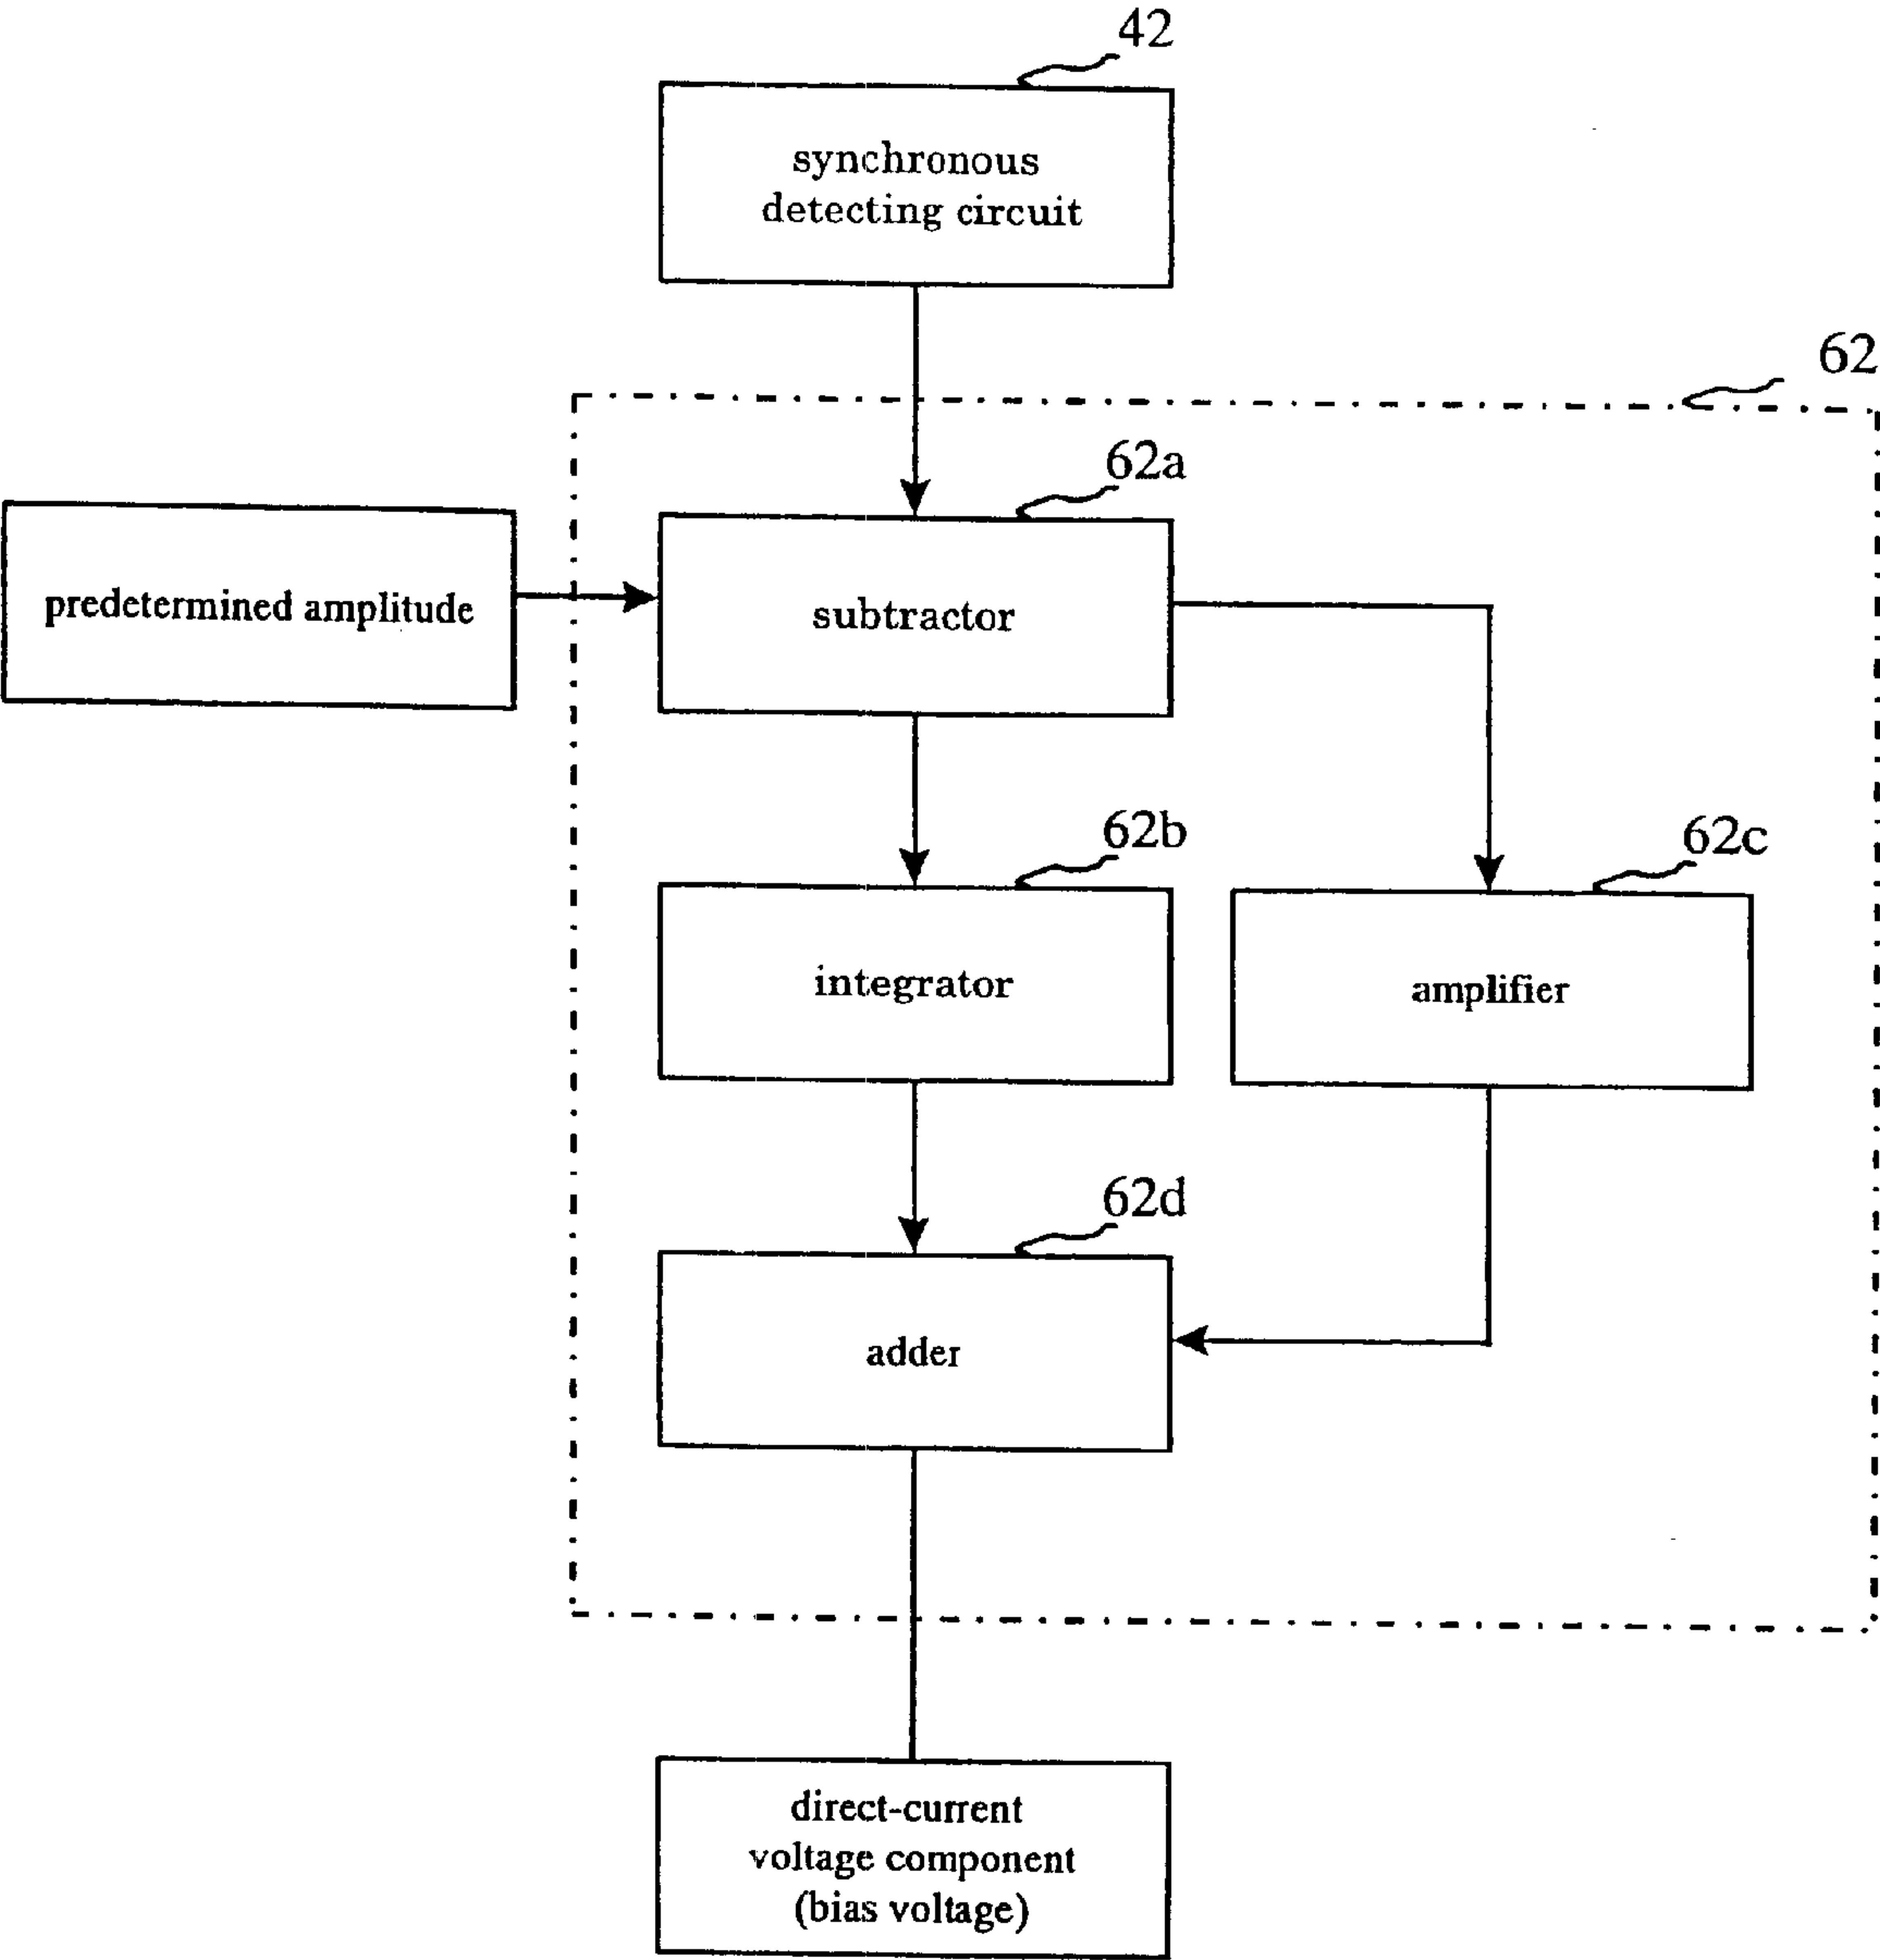 42
synchronous
detecting circuit
62
62a
predetermined amplitude
subtractor
62b
62c
integrator
amplifier
62d
adder
direct-current
voltage component
(bias voltage)